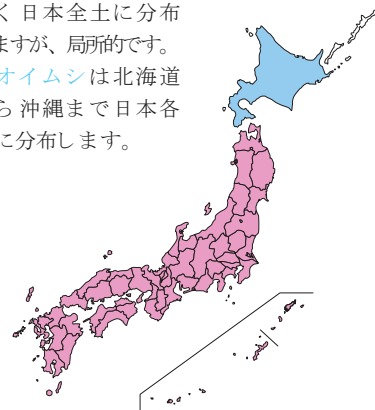 く日本全土に分布
ますが、局所的です。
オイムシは北海道
ら沖縄まで日本各
に分布します。